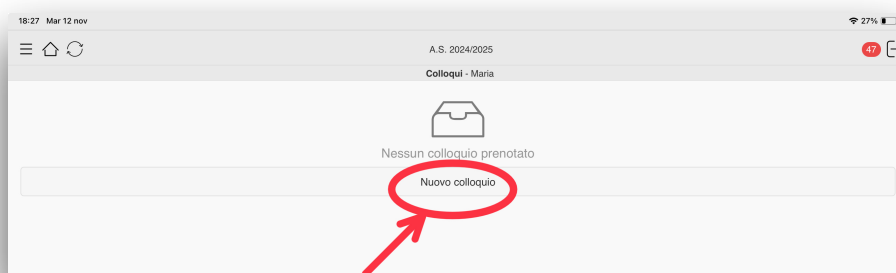 18:27 Mar 12 nov 27%
A.S. 2024/2025 47
Colloqui - Maria
Nessun colloquio prenotato
Nuovo colloquio